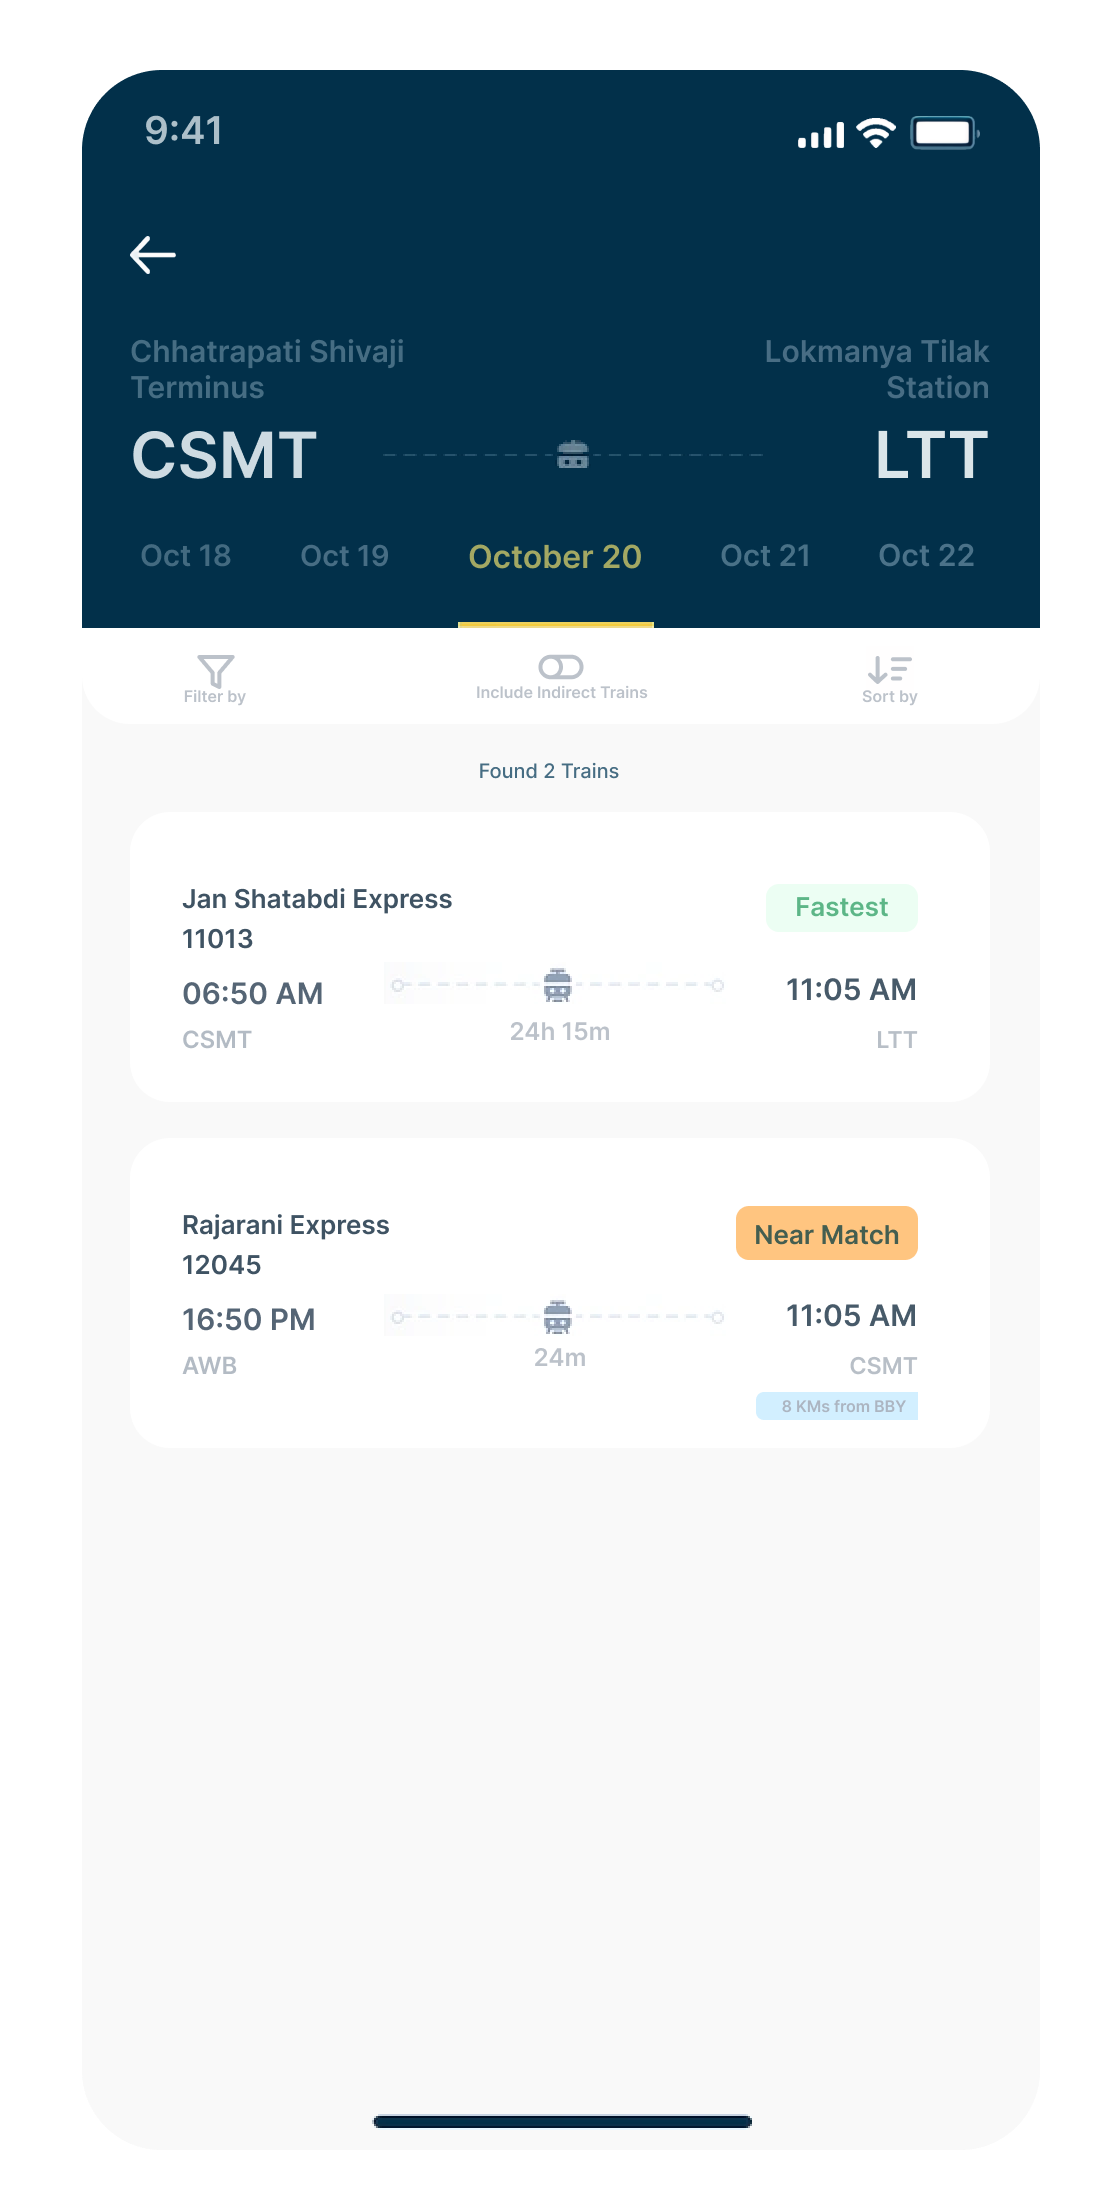 9:41
Chhatrapati Shivaji
Terminus
Lokmanya Tilak
Station
CSMT
LTT
Oct 18
Oct 19
October 20
Oct 21
Oct 22
Filter by
Include Indirect Trains
Sort by
Found 2 Trains
Jan Shatabdi Express
11013
Fastest
06:50 AM
11:05 AM
CSMT
24h 15m
LTT
Rajarani Express
12045
Near Match
16:50 PM
11:05 AM
AWB
24m
CSMT
8 KMs from BBY